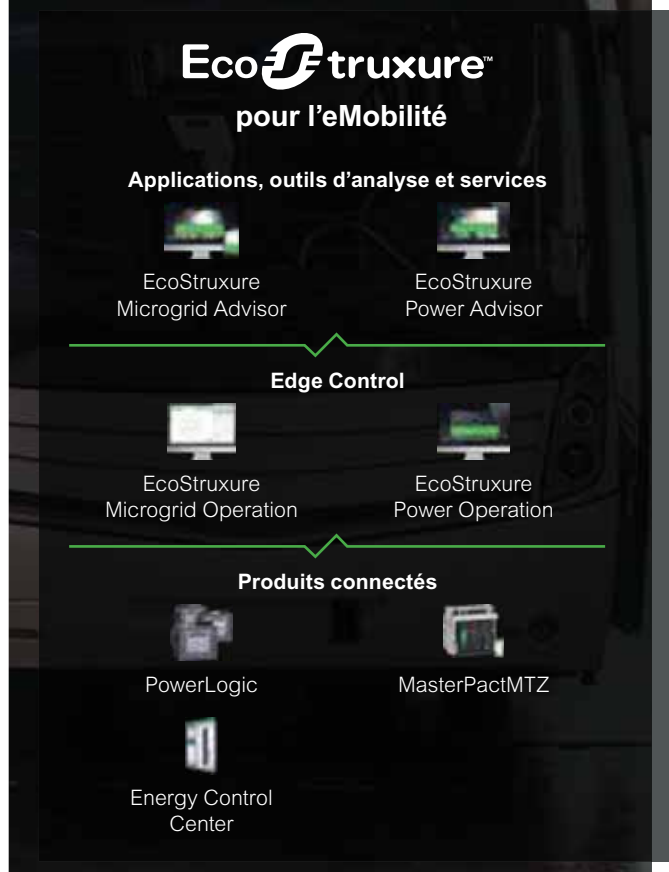 EcoStruxure™
pour l'eMobilité
Applications, outils d'analyse et services
EcoStruxure
Microgrid Advisor
EcoStruxure
Power Advisor
Edge Control
EcoStruxure
Microgrid Operation
EcoStruxure
Power Operation
Produits connectés
PowerLogic
MasterPactMTZ
Energy Control
Center